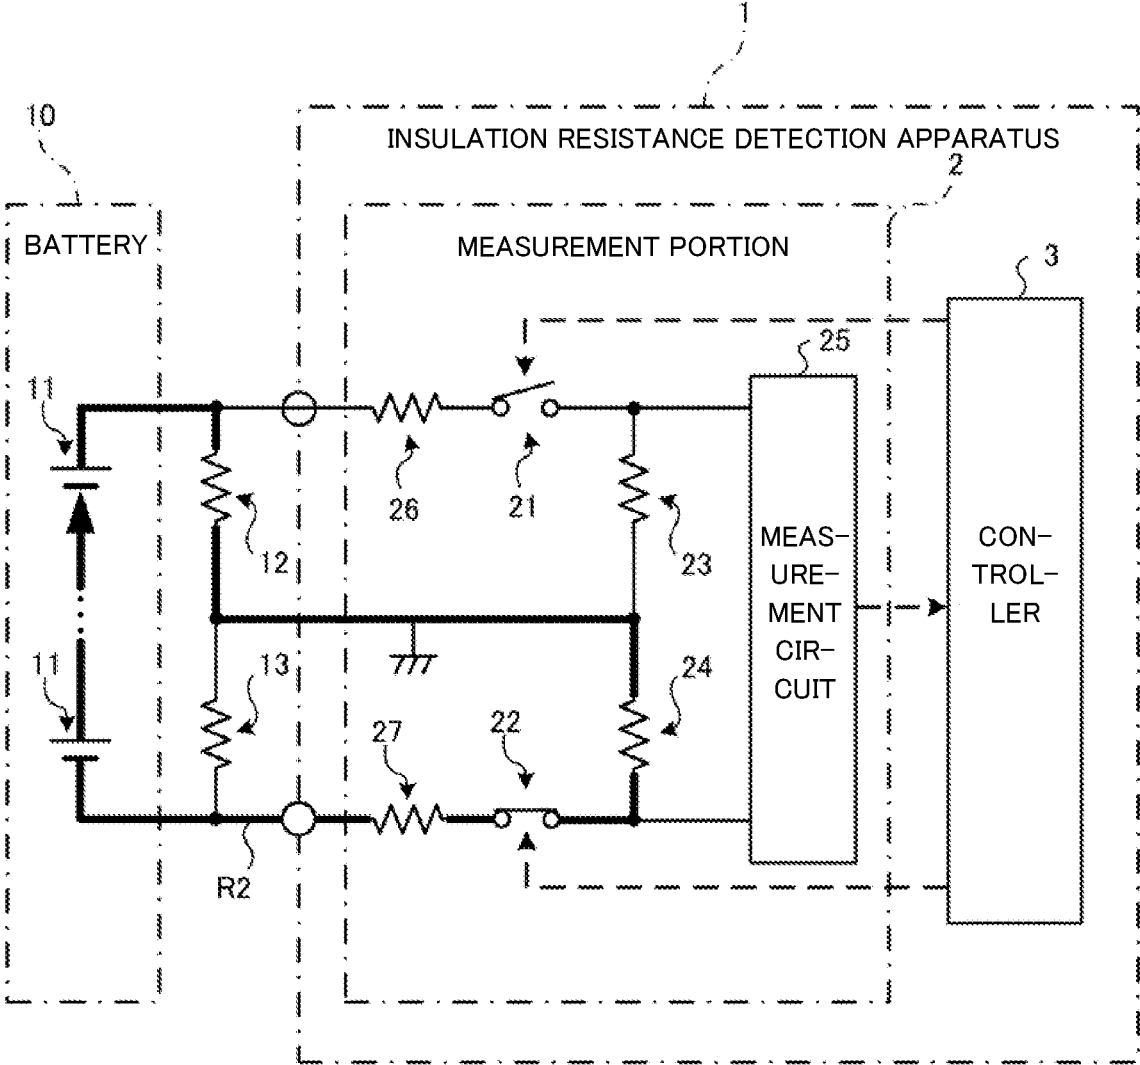 1
10
INSULATION RESISTANCE DETECTION APPARATUS
2
BATTERY
MEASUREMENT PORTION
3
25
11
26
21
12
23
MEAS-
URE-
MENT
CIR-
CUIT
CON-
TROL-
LER
11
13
24
27
22
R2